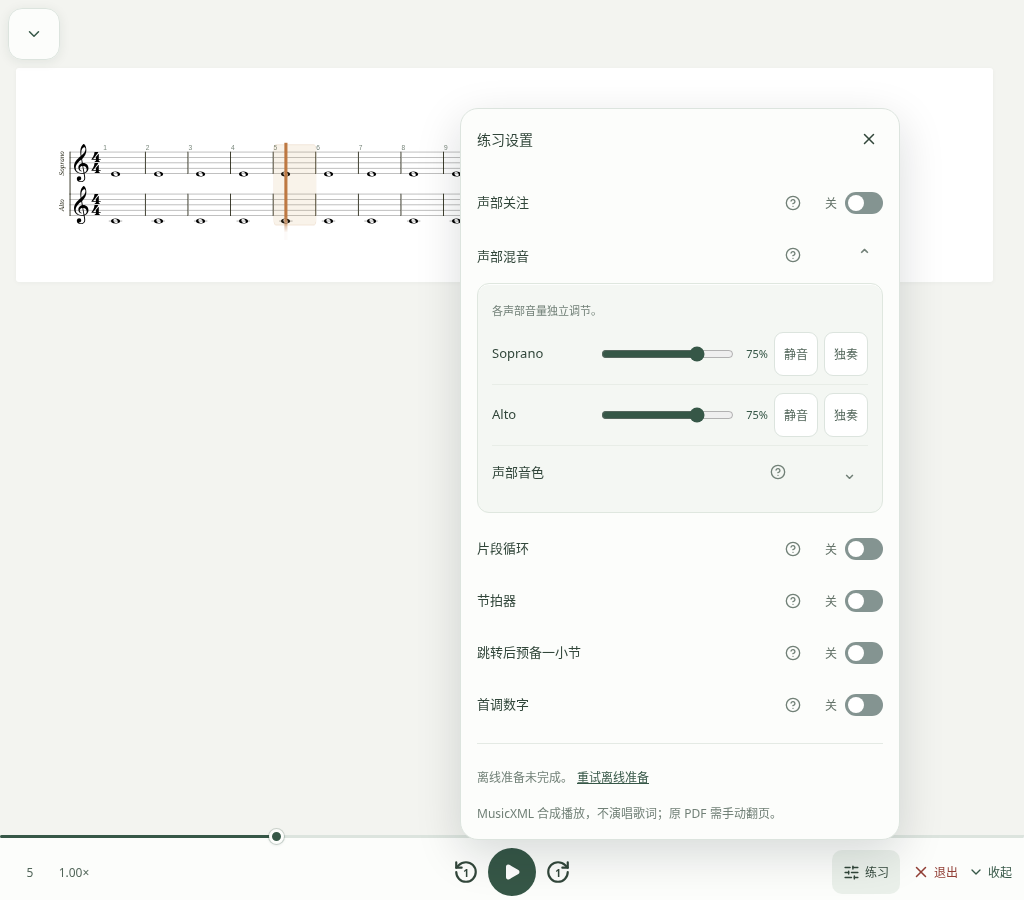 练习设置
声部关注 关
声部混音
各声部音量独立调节。
Soprano 75% 静音 独奏
Alto 75% 静音 独奏
声部音色
片段循环 关
节拍器 关
跳转后预备一小节 关
首调数字 关
离线准备未完成。 重试离线准备
MusicXML 合成播放，不演唱歌词；原 PDF 需手动翻页。
1 2 3 4 5 6 7 8 9
Soprano
Alto
5 1.00× 1 1 练习 退出 收起